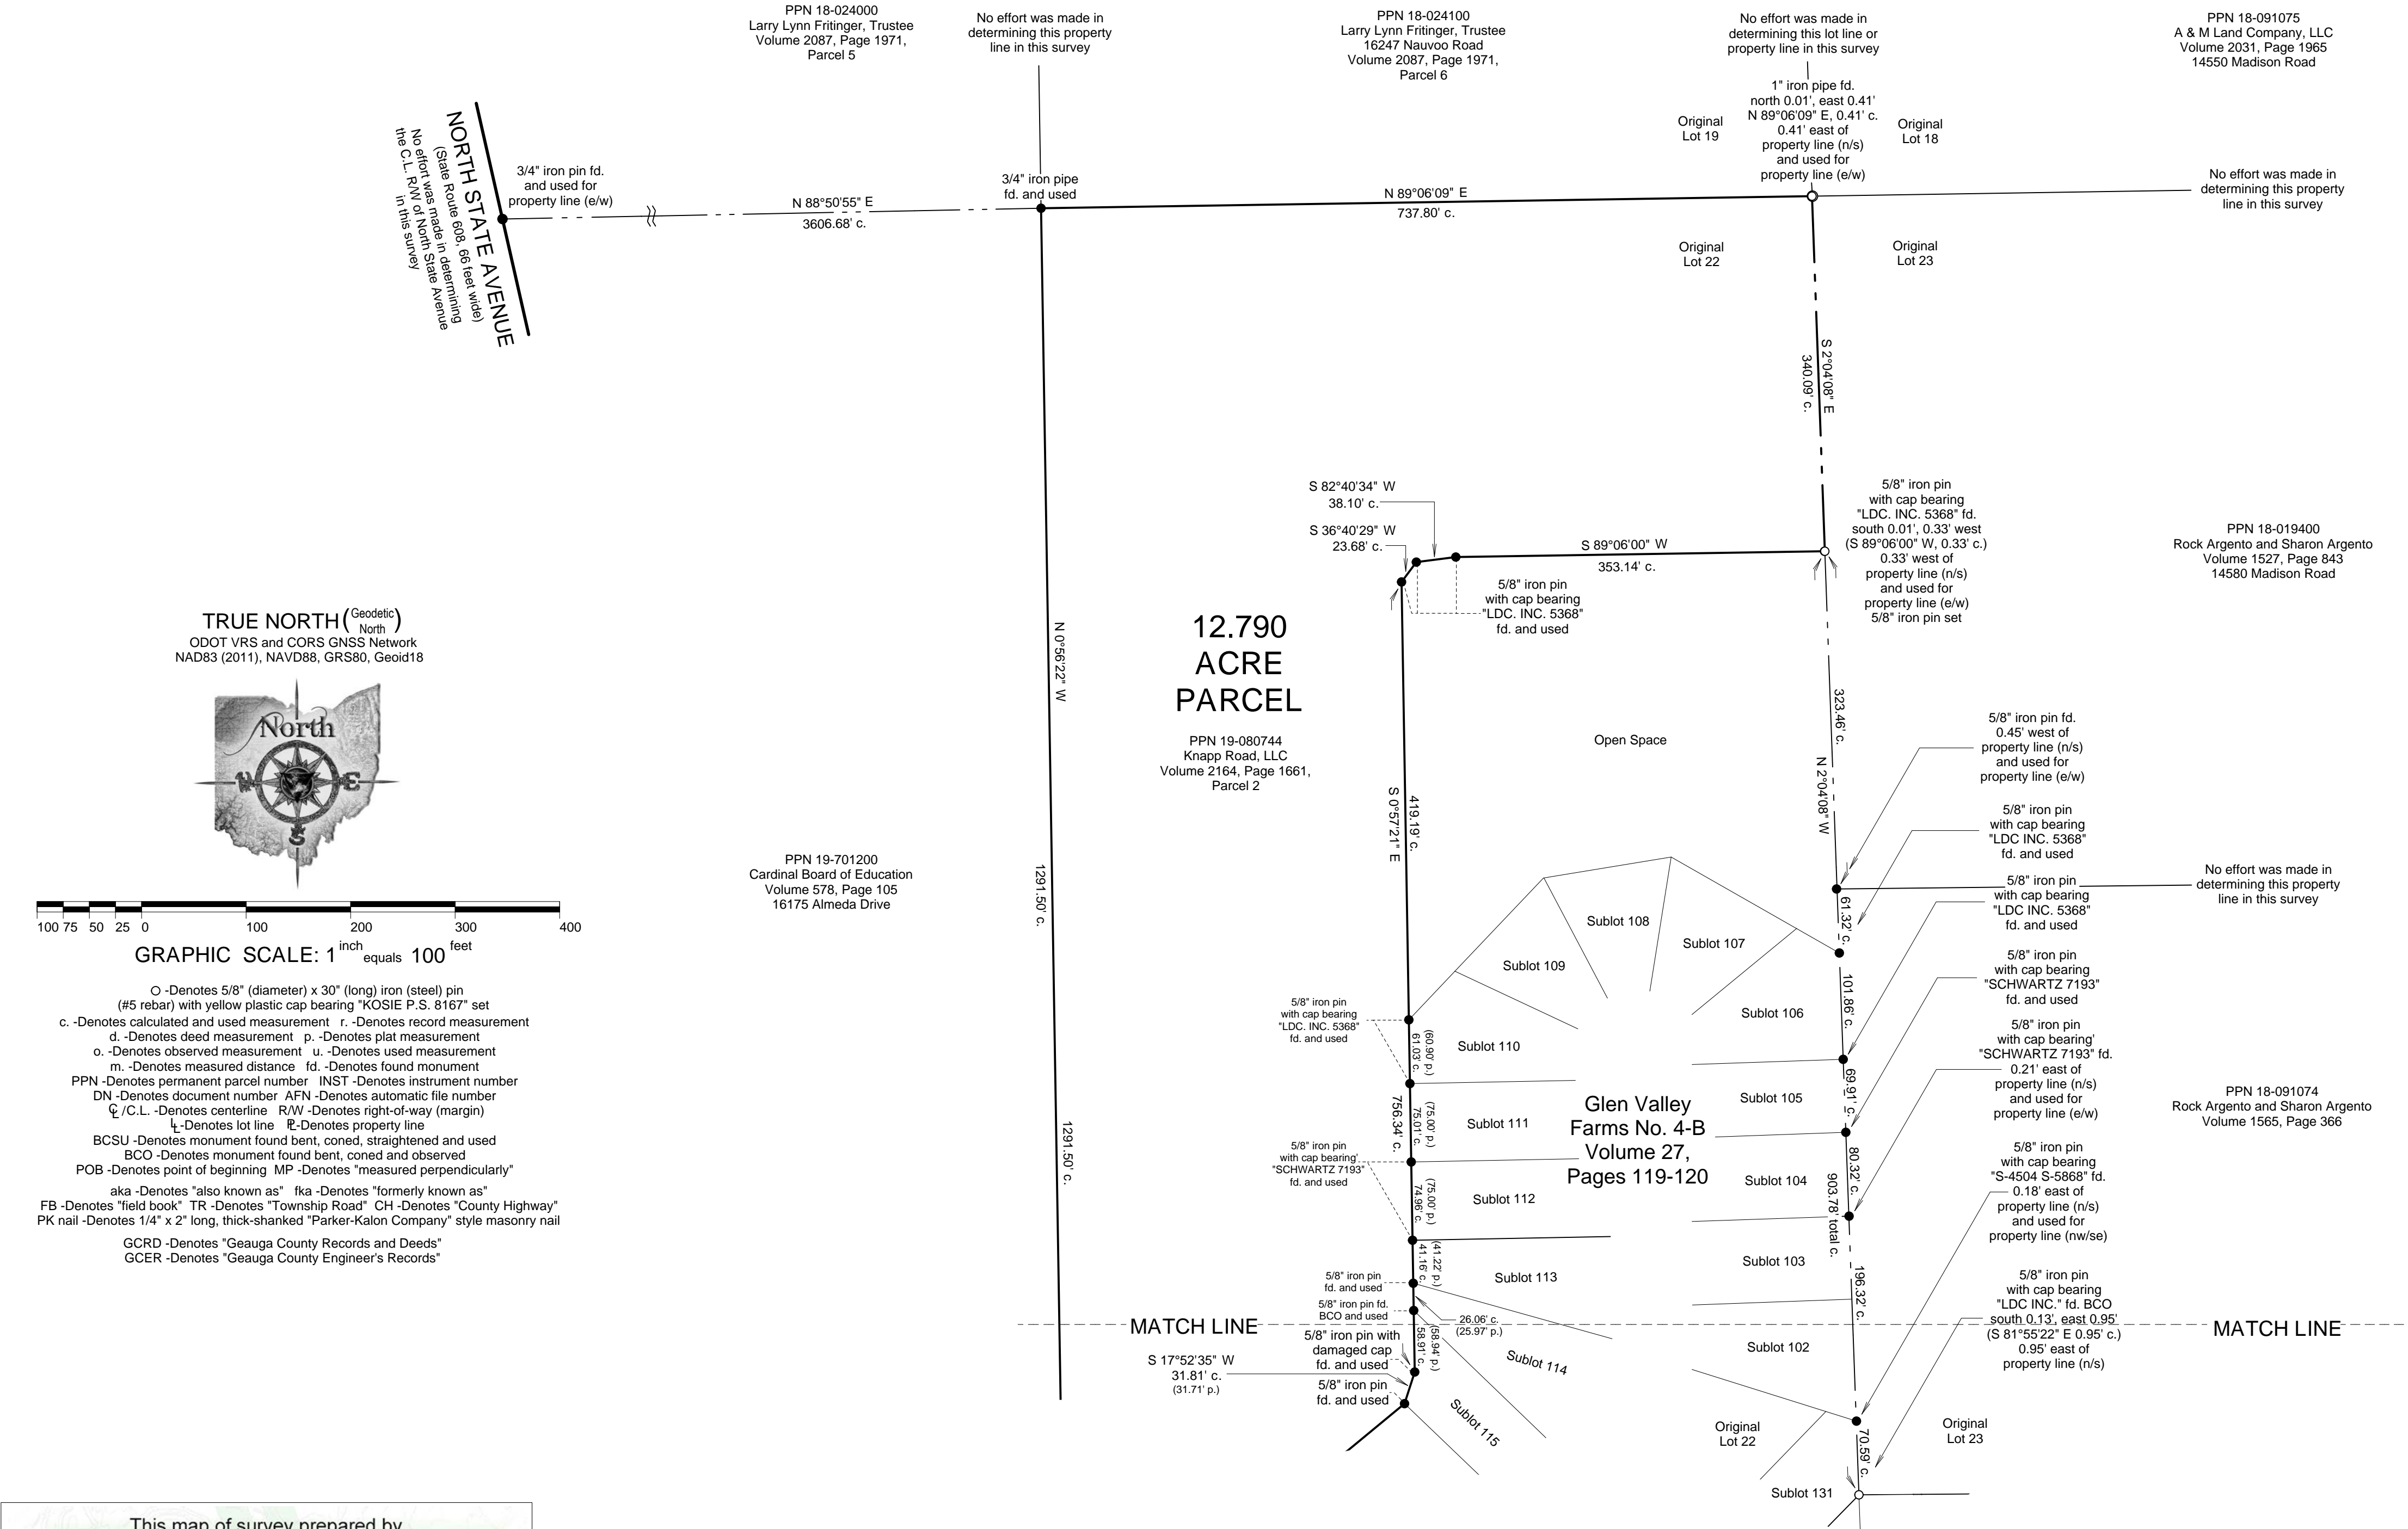 PPN 18-024000
Larry Lynn Fritinger, Trustee
Volume 2087, Page 1971,
Parcel 5
No effort was made in
determining this property
line in this survey
PPN 18-024100
Larry Lynn Fritinger, Trustee
16247 Nauvoo Road
Volume 2087, Page 1971,
Parcel 6
No effort was made in
determining this lot line or
property line in this survey
1" iron pipe fd.
north 0.01', east 0.41'
N 89°06'09" E, 0.41' c.
0.41' east of
property line (n/s)
and used for
property line (e/w)
PPN 18-091075
A & M Land Company, LLC
Volume 2031, Page 1965
14550 Madison Road
Original
Lot 19
Original
Lot 18
NORTH STATE AVENUE
(State Route 608, 66 feet wide)
No effort was made in determining
the C.L. R/W of North State Avenue
in this survey
3/4" iron pin fd.
and used for
property line (e/w)
N 88°50'55" E
3606.68' c.
3/4" iron pipe
fd. and used
N 89°06'09" E
737.80' c.
No effort was made in
determining this property
line in this survey
Original
Lot 22
Original
Lot 23
S 2°04'08" E
340.09' c.
S 82°40'34" W
38.10' c.
S 36°40'29" W
23.68' c.
S 89°06'00" W
353.14' c.
5/8" iron pin
with cap bearing
"LDC. INC. 5368"
fd. and used
5/8" iron pin
with cap bearing
"LDC. INC. 5368" fd.
south 0.01', 0.33' west
(S 89°06'00" W, 0.33' c.)
0.33' west of
property line (n/s)
and used for
property line (e/w)
5/8" iron pin set
PPN 18-019400
Rock Argento and Sharon Argento
Volume 1527, Page 843
14580 Madison Road
TRUE NORTH (Geodetic North)
ODOT VRS and CORS GNSS Network
NAD83 (2011), NAVD88, GRS80, Geoid18
North
W E
S
100 75 50 25 0 100 200 300 400
GRAPHIC SCALE: 1 inch equals 100 feet
O -Denotes 5/8" (diameter) x 30" (long) iron (steel) pin
(#5 rebar) with yellow plastic cap bearing "KOSIE P.S. 8167" set
c. -Denotes calculated and used measurement r. -Denotes record measurement
d. -Denotes deed measurement p. -Denotes plat measurement
o. -Denotes observed measurement u. -Denotes used measurement
m. -Denotes measured distance fd. -Denotes found monument
PPN -Denotes permanent parcel number INST -Denotes instrument number
DN -Denotes document number AFN -Denotes automatic file number
℄ /C.L. -Denotes centerline R/W -Denotes right-of-way (margin)
LL-Denotes lot line PL-Denotes property line
BCSU -Denotes monument found bent, coned, straightened and used
BCO -Denotes monument found bent, coned and observed
POB -Denotes point of beginning MP -Denotes "measured perpendicularly"
aka -Denotes "also known as" fka -Denotes "formerly known as"
FB -Denotes "field book" TR -Denotes "Township Road" CH -Denotes "County Highway"
PK nail -Denotes 1/4" x 2" long, thick-shanked "Parker-Kalon Company" style masonry nail
GCRD -Denotes "Geauga County Records and Deeds"
GCER -Denotes "Geauga County Engineer's Records"
N 0°56'22" W
1291.50' c.
1291.50' c.
12.790
ACRE
PARCEL
PPN 19-080744
Knapp Road, LLC
Volume 2164, Page 1661,
Parcel 2
PPN 19-701200
Cardinal Board of Education
Volume 578, Page 105
16175 Almeda Drive
419.19' c.
S 0°57'21" E
Open Space
323.46' c.
N 2°04'08" W
5/8" iron pin fd.
0.45' west of
property line (n/s)
and used for
property line (e/w)
5/8" iron pin
with cap bearing
"LDC INC. 5368"
fd. and used
5/8" iron pin
with cap bearing
"LDC INC. 5368"
fd. and used
No effort was made in
determining this property
line in this survey
61.32' c.
101.86' c.
69.91' c.
80.32' c.
903.78' total c.
196.32' c.
70.59' c.
5/8" iron pin
with cap bearing
"SCHWARTZ 7193"
fd. and used
5/8" iron pin
with cap bearing'
"SCHWARTZ 7193" fd.
0.21' east of
property line (n/s)
and used for
property line (e/w)
PPN 18-091074
Rock Argento and Sharon Argento
Volume 1565, Page 366
5/8" iron pin
with cap bearing
"S-4504 S-5868" fd.
0.18' east of
property line (n/s)
and used for
property line (nw/se)
5/8" iron pin
with cap bearing
"LDC INC." fd. BCO
south 0.13', east 0.95'
(S 81°55'22" E 0.95' c.)
0.95' east of
property line (n/s)
Sublot 108
Sublot 107
Sublot 109
Sublot 106
Sublot 110
Sublot 105
Sublot 111
Sublot 104
Sublot 112
Sublot 103
Sublot 113
Sublot 102
Sublot 114
Sublot 115
Sublot 131
Glen Valley
Farms No. 4-B
Volume 27,
Pages 119-120
5/8" iron pin
with cap bearing
"LDC. INC. 5368"
fd. and used
(60.90' p.)
61.03' c.
756.34' c.
(75.00' p.)
75.01' c.
5/8" iron pin
with cap bearing'
"SCHWARTZ 7193"
fd. and used
(75.00' p.)
74.96' c.
(41.22' p.)
41.16' c.
5/8" iron pin
fd. and used
5/8" iron pin fd.
BCO and used
26.06' c.
(25.97' p.)
(58.94' p.)
58.91' c.
MATCH LINE
MATCH LINE
5/8" iron pin with
damaged cap
fd. and used
S 17°52'35" W
31.81' c.
(31.71' p.)
5/8" iron pin
fd. and used
Original
Lot 22
Original
Lot 23
This map of survey prepared by